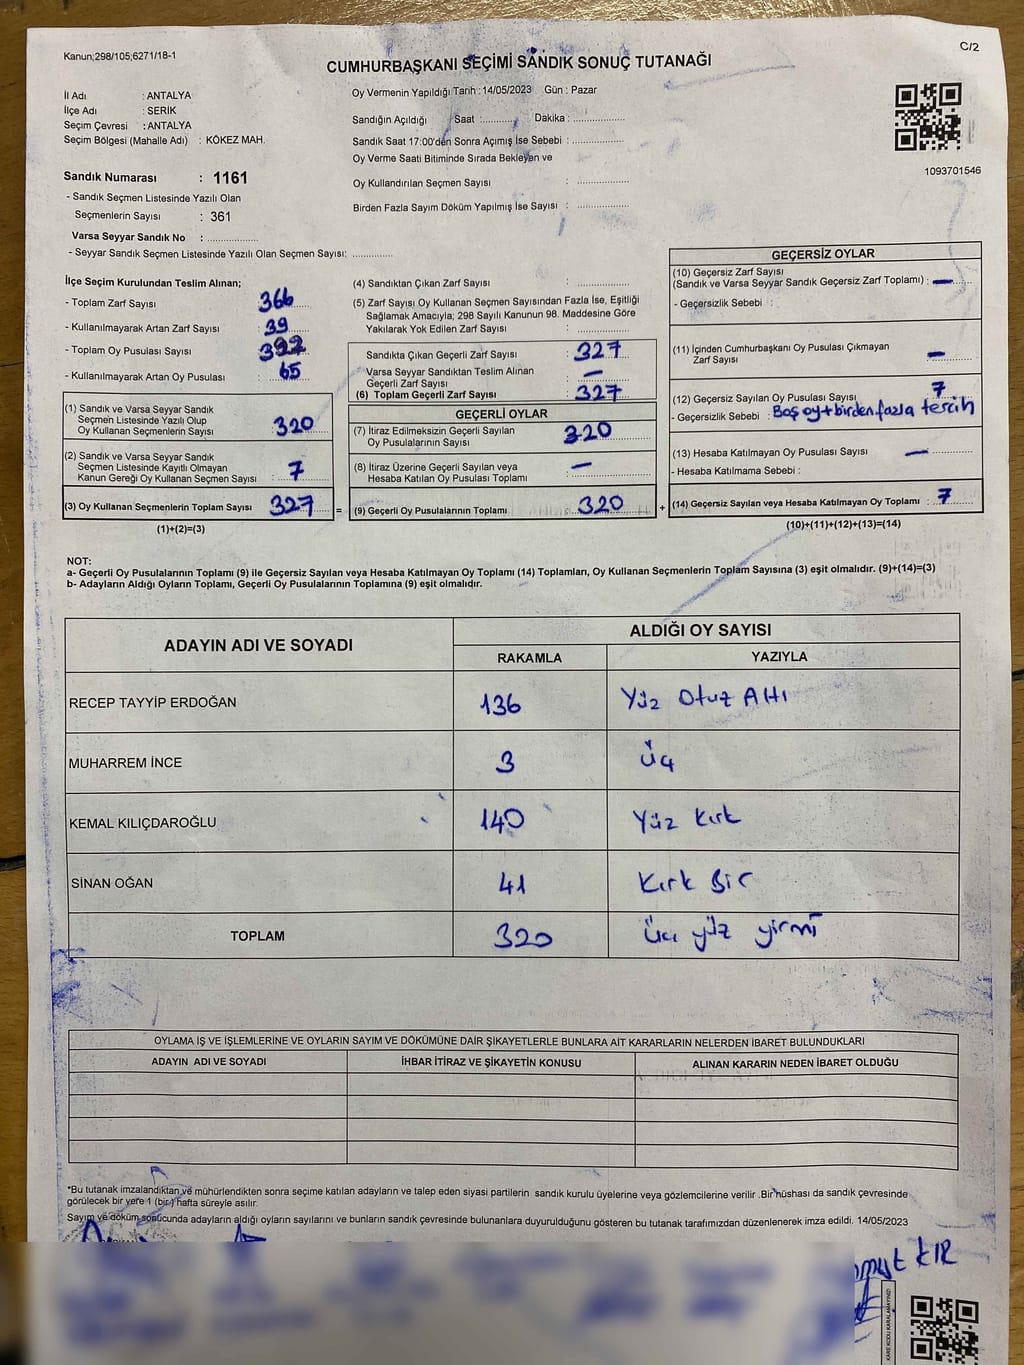 Kanun;298/105;6271/18-1
C/2
CUMHURBAŞKANI SEÇİMİ SANDIK SONUÇ TUTANAĞI
İl Adı : ANTALYA
İlçe Adı : SERİK
Seçim Çevresi : ANTALYA
Seçim Bölgesi (Mahalle Adı) : KÖKEZ MAH.
Sandık Numarası : 1161
- Sandık Seçmen Listesinde Yazılı Olan
Seçmenlerin Sayısı : 361
Varsa Seyyar Sandık No : ..............
- Seyyar Sandık Seçmen Listesinde Yazılı Olan Seçmen Sayısı: ............
Oy Vermenin Yapıldığı Tarih : 14/05/2023 Gün : Pazar
Sandığın Açıldığı Saat :.......... Dakika : ................
Sandık Saat 17:00'den Sonra Açımış İse Sebebi : ................
Oy Verme Saati Bitiminde Sırada Bekleyen ve
Oy Kullandırılan Seçmen Sayısı : ................
Birden Fazla Sayım Döküm Yapılmış İse Sayısı : ................
1093701546
İlçe Seçim Kurulundan Teslim Alınan;
- Toplam Zarf Sayısı : 366
- Kullanılmayarak Artan Zarf Sayısı : 39
- Toplam Oy Pusulası Sayısı : 392
- Kullanılmayarak Artan Oy Pusulası : 65
(1) Sandık ve Varsa Seyyar Sandık
Seçmen Listesinde Yazılı Olup
Oy Kullanan Seçmenlerin Sayısı : 320
(2) Sandık ve Varsa Seyyar Sandık
Seçmen Listesinde Kayıtlı Olmayan
Kanun Gereği Oy Kullanan Seçmen Sayısı : 7
(3) Oy Kullanan Seçmenlerin Toplam Sayısı : 327 =
(1)+(2)=(3)
(4) Sandıktan Çıkan Zarf Sayısı : ................
(5) Zarf Sayısı Oy Kullanan Seçmen Sayısından Fazla İse, Eşitliği
Sağlamak Amacıyla; 298 Sayılı Kanunun 98. Maddesine Göre
Yakılarak Yok Edilen Zarf Sayısı : ................
Sandıkta Çıkan Geçerli Zarf Sayısı : 327
Varsa Seyyar Sandıktan Teslim Alınan
Geçerli Zarf Sayısı : —
(6) Toplam Geçerli Zarf Sayısı : 327
GEÇERLİ OYLAR
(7) İtiraz Edilmeksizin Geçerli Sayılan
Oy Pusulalarının Sayısı : 320
(8) İtiraz Üzerine Geçerli Sayılan veya
Hesaba Katılan Oy Pusulası Toplamı : —
(9) Geçerli Oy Pusulalarının Toplamı : 320 +
GEÇERSİZ OYLAR
(10) Geçersiz Zarf Sayısı
(Sandık ve Varsa Seyyar Sandık Geçersiz Zarf Toplamı) : —
- Geçersizlik Sebebi :
(11) İçinden Cumhurbaşkanı Oy Pusulası Çıkmayan
Zarf Sayısı : —
(12) Geçersiz Sayılan Oy Pusulası Sayısı : 7
- Geçersizlik Sebebi : Boş oy+birden fazla tercih
(13) Hesaba Katılmayan Oy Pusulası Sayısı : —
- Hesaba Katılmama Sebebi :
(14) Geçersiz Sayılan veya Hesaba Katılmayan Oy Toplamı : 7
(10)+(11)+(12)+(13)=(14)
NOT:
a- Geçerli Oy Pusulalarının Toplamı (9) ile Geçersiz Sayılan veya Hesaba Katılmayan Oy Toplamı (14) Toplamları, Oy Kullanan Seçmenlerin Toplam Sayısına (3) eşit olmalıdır. (9)+(14)=(3)
b- Adayların Aldığı Oyların Toplamı, Geçerli Oy Pusulalarının Toplamına (9) eşit olmalıdır.
ADAYIN ADI VE SOYADI ALDIĞI OY SAYISI
RAKAMLA YAZIYLA
RECEP TAYYİP ERDOĞAN 136 Yüz Otuz Altı
MUHARREM İNCE 3 üç
KEMAL KILIÇDAROĞLU 140 Yüz Kırk
SİNAN OĞAN 41 Kırk Bir
TOPLAM 320 üç yüz yirmi
OYLAMA İŞ VE İŞLEMLERİNE VE OYLARIN SAYIM VE DÖKÜMÜNE DAİR ŞİKAYETLERLE BUNLARA AİT KARARLARIN NELERDEN İBARET BULUNDUKLARI
ADAYIN ADI VE SOYADI İHBAR İTİRAZ VE ŞİKAYETİN KONUSU ALINAN KARARIN NEDEN İBARET OLDUĞU
*Bu tutanak imzalandıktan ve mühürlendikten sonra seçime katılan adayların ve talep eden siyasi partilerin sandık kurulu üyelerine veya gözlemcilerine verilir .Bir nüshası da sandık çevresinde
görülecek bir yere 1 (bir ) hafta süreyle asılır.
Sayım ve döküm sonucunda adayların aldığı oyların sayılarını ve bunların sandık çevresinde bulunanlara duyurulduğunu gösteren bu tutanak tarafımızdan düzenlenerek imza edildi. 14/05/2023
KIR
KARE KODU KARALAMAYINIZ!